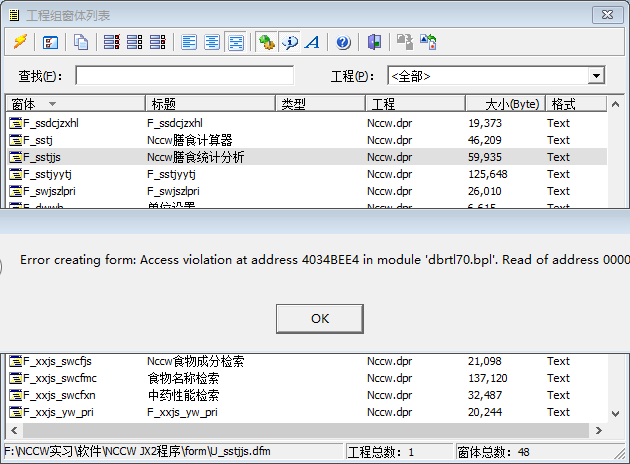 工程组窗体列表
查找(F):
工程(P):
<全部>
窗体 标题 类型 工程 大小(Byte) 格式
F_ssdcjzxhl F_ssdcjzxhl Nccw.dpr 19,373 Text
F_sstj Nccw膳食计算器 Nccw.dpr 46,209 Text
F_sstjjs Nccw膳食统计分析 Nccw.dpr 59,935 Text
F_sstjyytj F_sstjyytj Nccw.dpr 125,648 Text
F_swjszlpri F_swjszlpri Nccw.dpr 26,010 Text
F_dwwh 单位设置 Nccw.dpr 6,615 Text
Error creating form: Access violation at address 4034BEE4 in module 'dbrtl70.bpl'. Read of address 0000
OK
F_xxjs_swcfjs Nccw食物成分检索 Nccw.dpr 21,098 Text
F_xxjs_swcfmc 食物名称检索 Nccw.dpr 137,120 Text
F_xxjs_swcfxn 中药性能检索 Nccw.dpr 32,487 Text
F_xxjs_yw_pri F_xxjs_yw_pri Nccw.dpr 20,244 Text
F:\NCCW实习\软件\NCCW JX2程序\form\U_sstjjs.dfm
工程总数: 1
窗体总数: 48